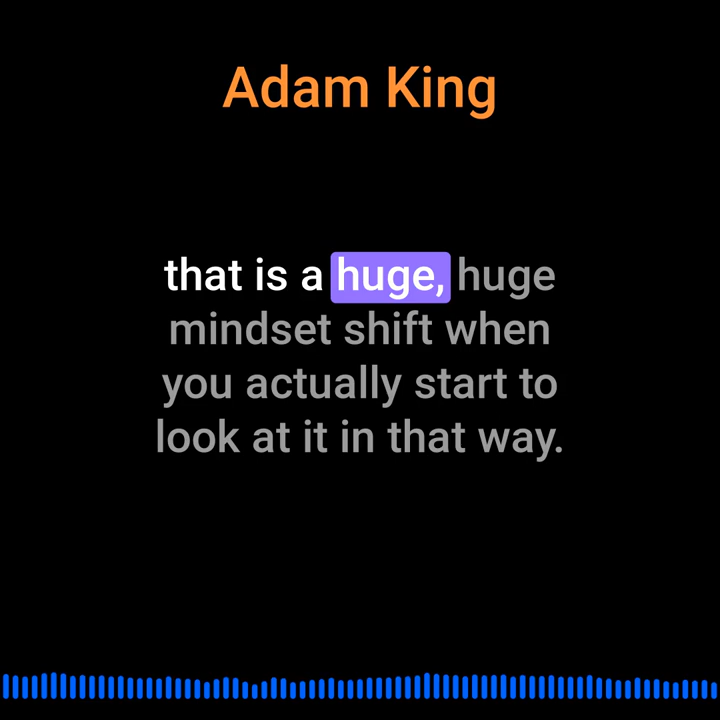 Adam King
that is a huge, huge
mindset shift when
you actually start to
look at it in that way.